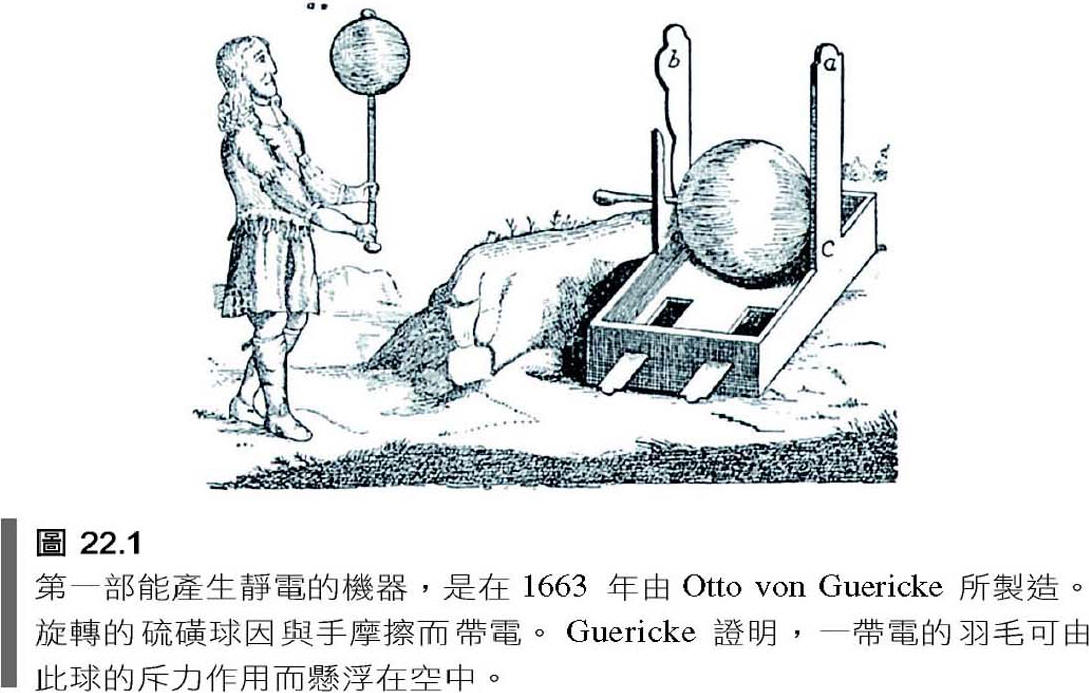 b
a
c
圖 22.1
第一部能產生靜電的機器，是在 1663 年由 Otto von Guericke 所製造。
旋轉的硫磺球因與手摩擦而帶電。Guericke 證明，一帶電的羽毛可由
此球的斥力作用而懸浮在空中。